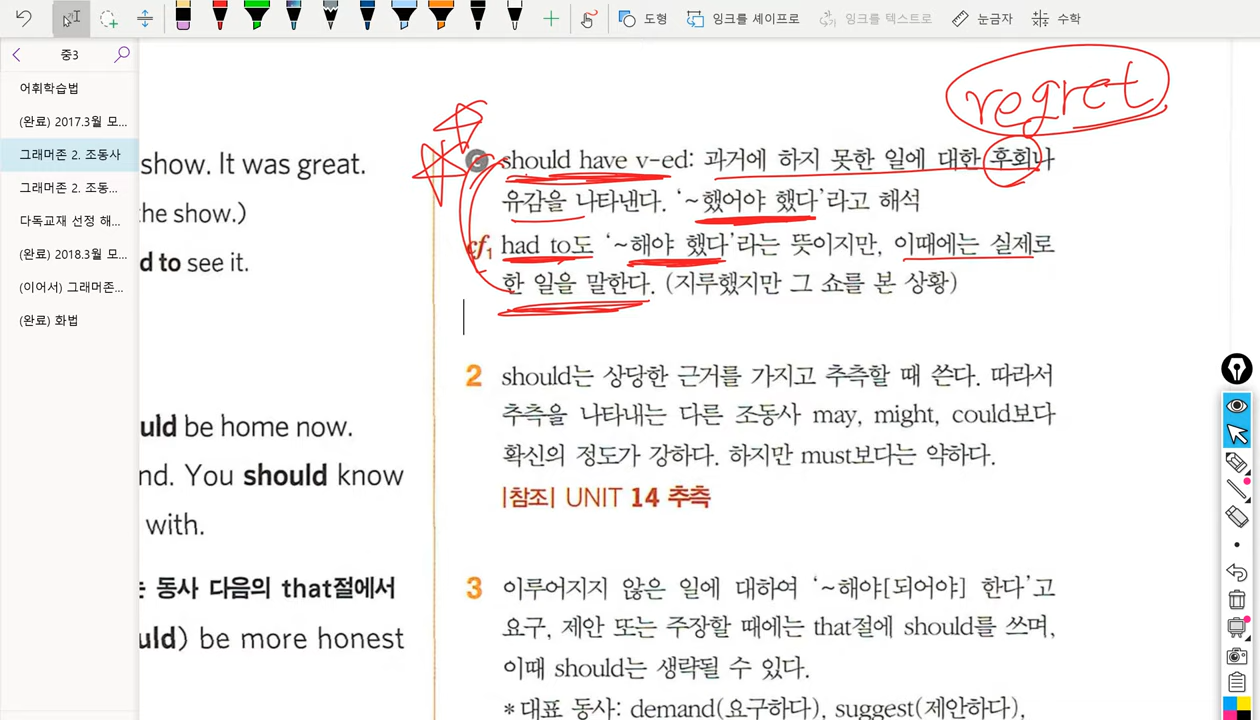 도형
잉크를 셰이프로
잉크를 텍스트로
눈금자
수학
중3
어휘학습법
(완료) 2017.3월 모...
그래머존 2. 조동사
그래머존 2. 조동...
다독교재 선정 해...
(완료) 2018.3월 모...
(이어서) 그래머존...
(완료) 화법
show. It was great.
the show.)
d to see it.
uld be home now.
nd. You should know
with.
는 동사 다음의 that절에서
uld) be more honest
regret
should have v-ed: 과거에 하지 못한 일에 대한 후회나
유감을 나타낸다. ‘~했어야 했다’라고 해석
cf1 had to도 ‘~해야 했다’라는 뜻이지만, 이때에는 실제로
한 일을 말한다. (지루했지만 그 쇼를 본 상황)
2 should는 상당한 근거를 가지고 추측할 때 쓴다. 따라서
추측을 나타내는 다른 조동사 may, might, could보다
확신의 정도가 강하다. 하지만 must보다는 약하다.
|참조| UNIT 14 추측
3 이루어지지 않은 일에 대하여 ‘~해야[되어야] 한다’고
요구, 제안 또는 주장할 때에는 that절에 should를 쓰며,
이때 should는 생략될 수 있다.
*대표 동사: demand(요구하다), suggest(제안하다),